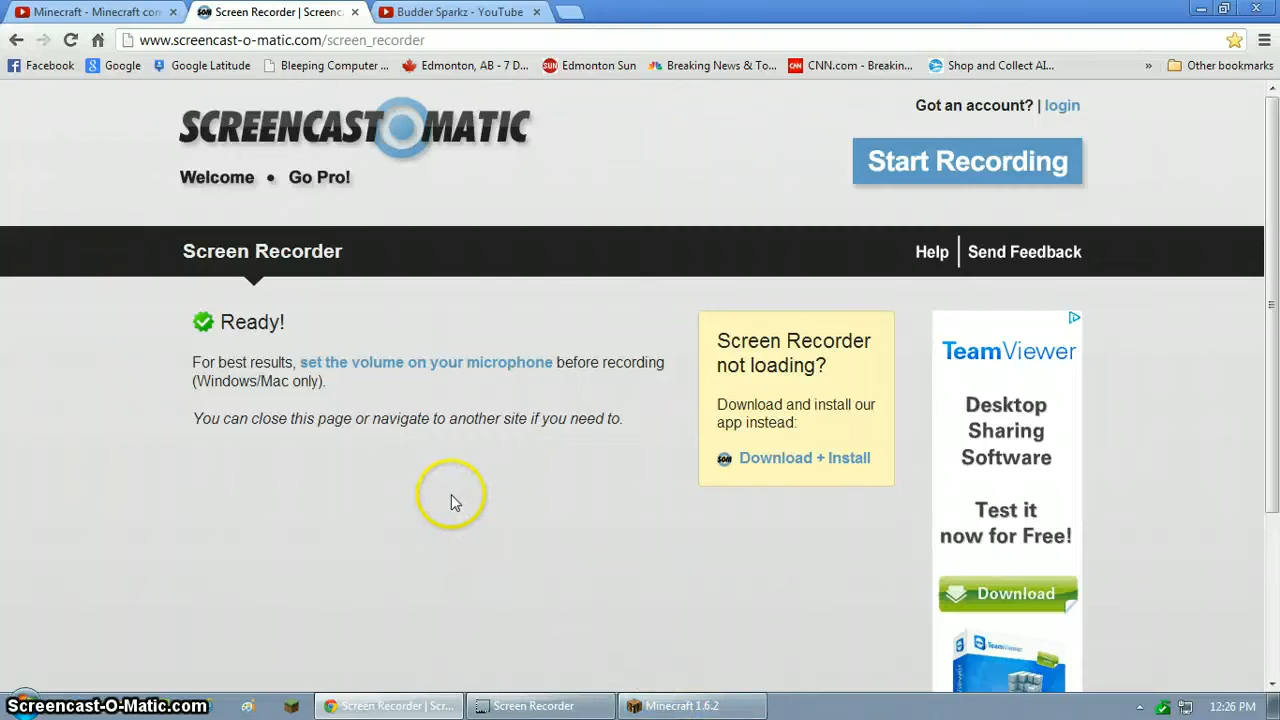 Minecraft - Minecraft com
Screen Recorder | Screenc
Budder Sparkz - YouTube
www.screencast-o-matic.com/screen_recorder
Facebook Google Google Latitude Bleeping Computer ... Edmonton, AB - 7 D... Edmonton Sun Breaking News & To... CNN.com - Breakin... Shop and Collect AI... » Other bookmarks
SCREENCAST O MATIC
Got an account? | login
Start Recording
Welcome • Go Pro!
Screen Recorder
Help | Send Feedback
Ready!
For best results, set the volume on your microphone before recording
(Windows/Mac only).
You can close this page or navigate to another site if you need to.
Screen Recorder
not loading?
Download and install our
app instead:
SOM Download + Install
TeamViewer
Desktop
Sharing
Software
Test it
now for Free!
Download
TeamViewer
Screencast-O-Matic.com
Screen Recorder | Scr...
Screen Recorder
Minecraft 1.6.2
12:26 PM